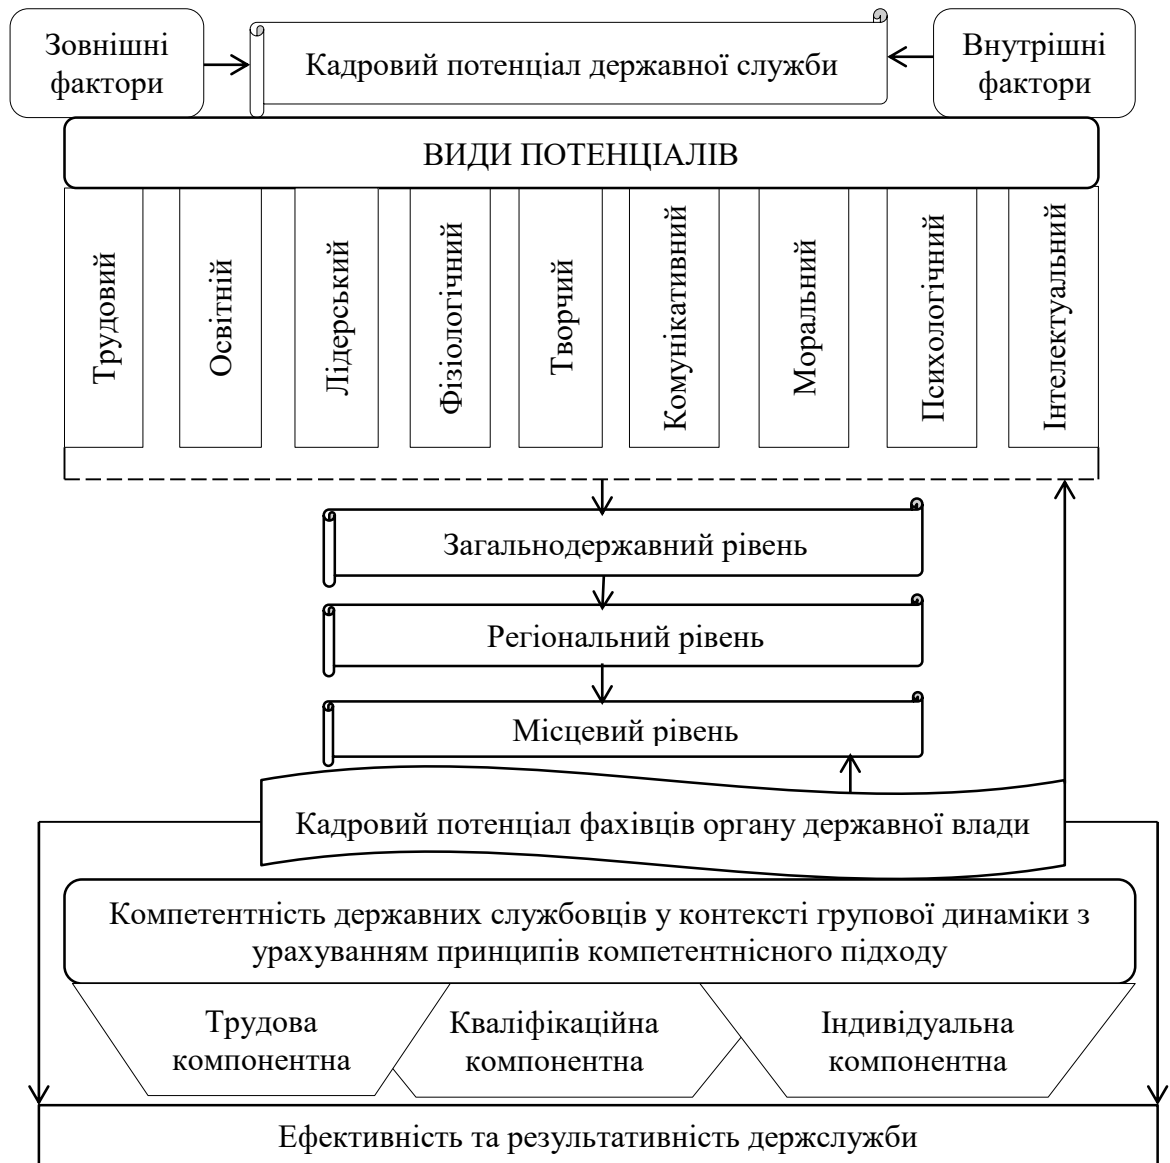 Зовнішні
фактори
Кадровий потенціал державної служби
Внутрішні
фактори
ВИДИ ПОТЕНЦІАЛІВ
Трудовий
Освітній
Лідерський
Фізіологічний
Творчий
Комунікативний
Моральний
Психологічний
Інтелектуальний
Загальнодержавний рівень
Регіональний рівень
Місцевий рівень
Кадровий потенціал фахівців органу державної влади
Компетентність державних службовців у контексті групової динаміки з
урахуванням принципів компетентнісного підходу
Трудова
компонентна
Кваліфікаційна
компонентна
Індивідуальна
компонентна
Ефективність та результативність держслужби